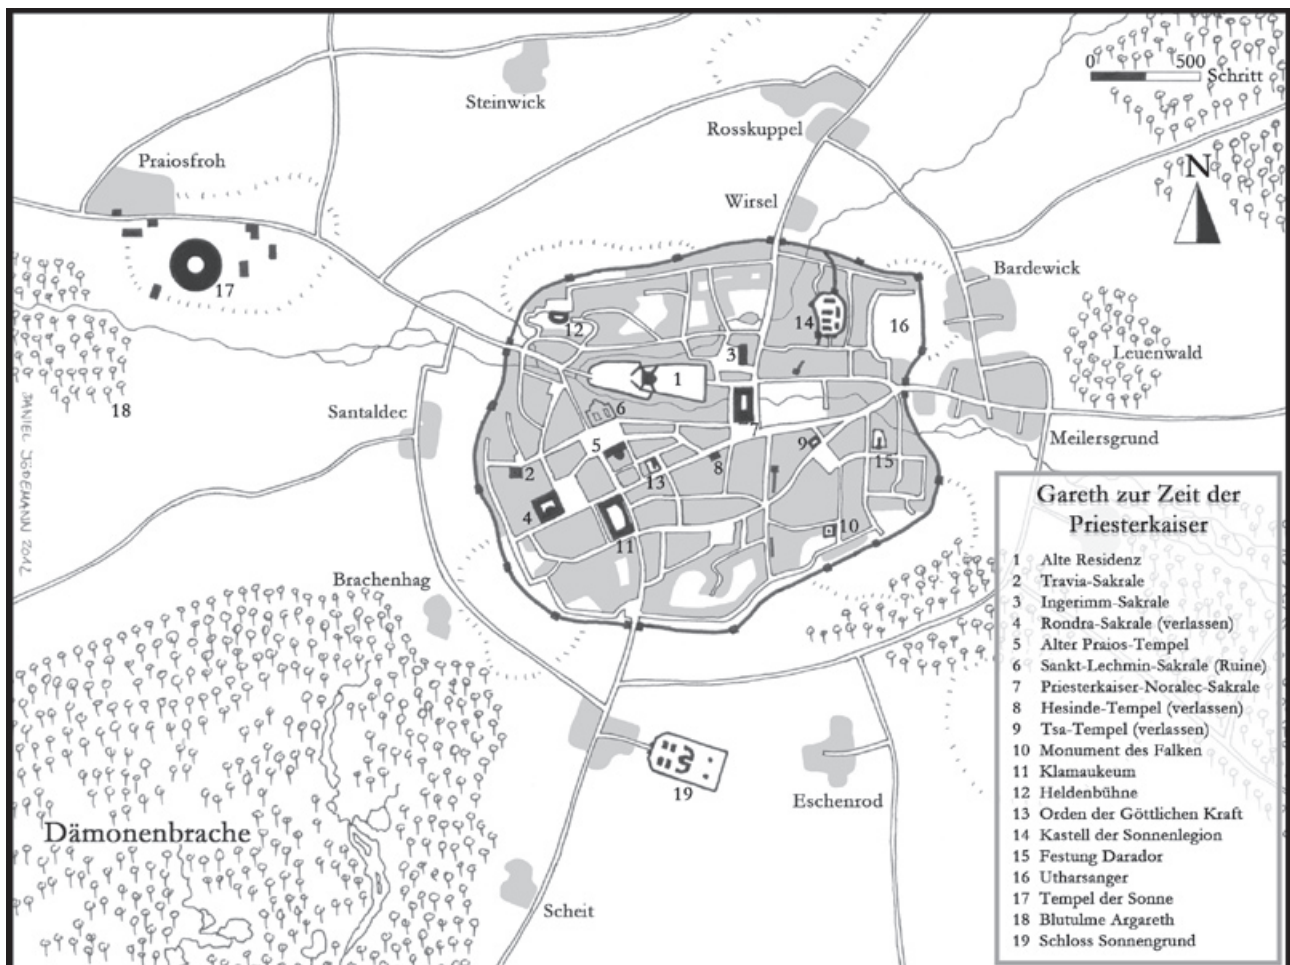 0 500
Schritt
Steinwick
Rosskuppel
Praiosfroh
N
Wirsel
Bardewick
17
14
16
12
3
Leuenwald
1
18
Santaldec
6
7
Meilersgrund
5
9
15
2
8
13
4
10
11
JANIEL JÖDEMANN 2012
Brachenhag
19
Eschenrod
Dämonenbrache
Scheit
Gareth zur Zeit der
Priesterkaiser
1 Alte Residenz
2 Travia-Sakrale
3 Ingerimm-Sakrale
4 Rondra-Sakrale (verlassen)
5 Alter Praios-Tempel
6 Sankt-Lechmin-Sakrale (Ruine)
7 Priesterkaiser-Noralec-Sakrale
8 Hesinde-Tempel (verlassen)
9 Tsa-Tempel (verlassen)
10 Monument des Falken
11 Klamaukeum
12 Heldenbühne
13 Orden der Göttlichen Kraft
14 Kastell der Sonnenlegion
15 Festung Darador
16 Utharsanger
17 Tempel der Sonne
18 Blutulme Argareth
19 Schloss Sonnengrund